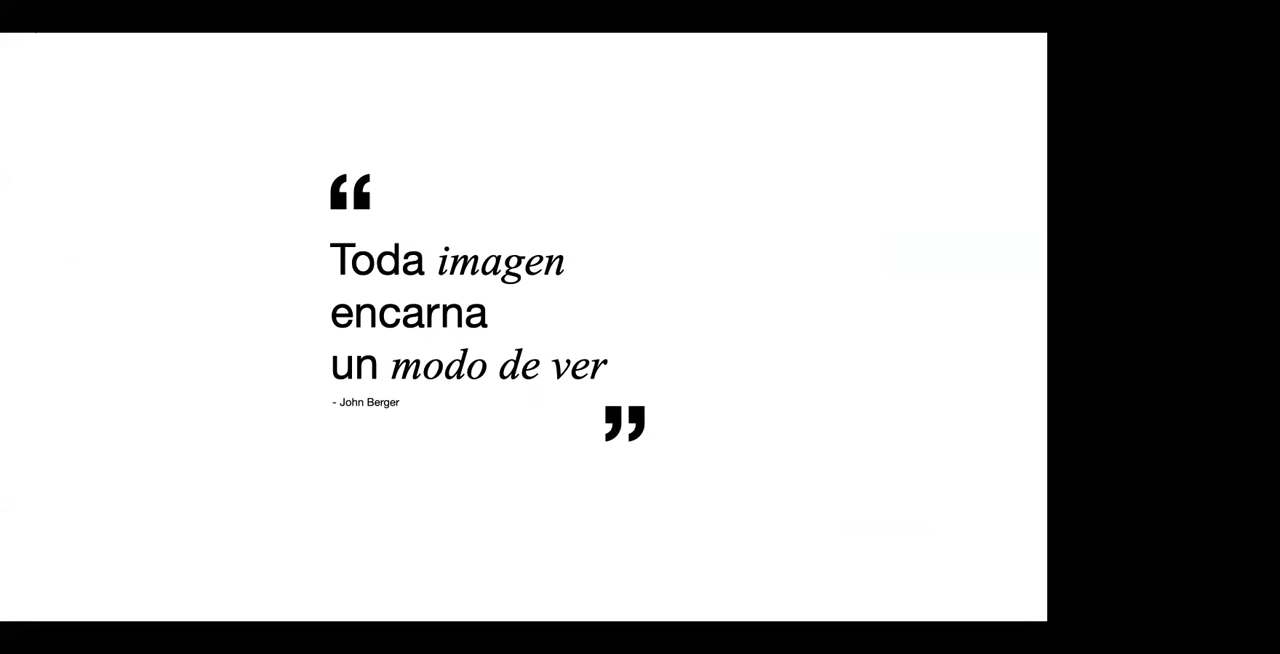 “
Toda imagen
encarna
un modo de ver
- John Berger
”